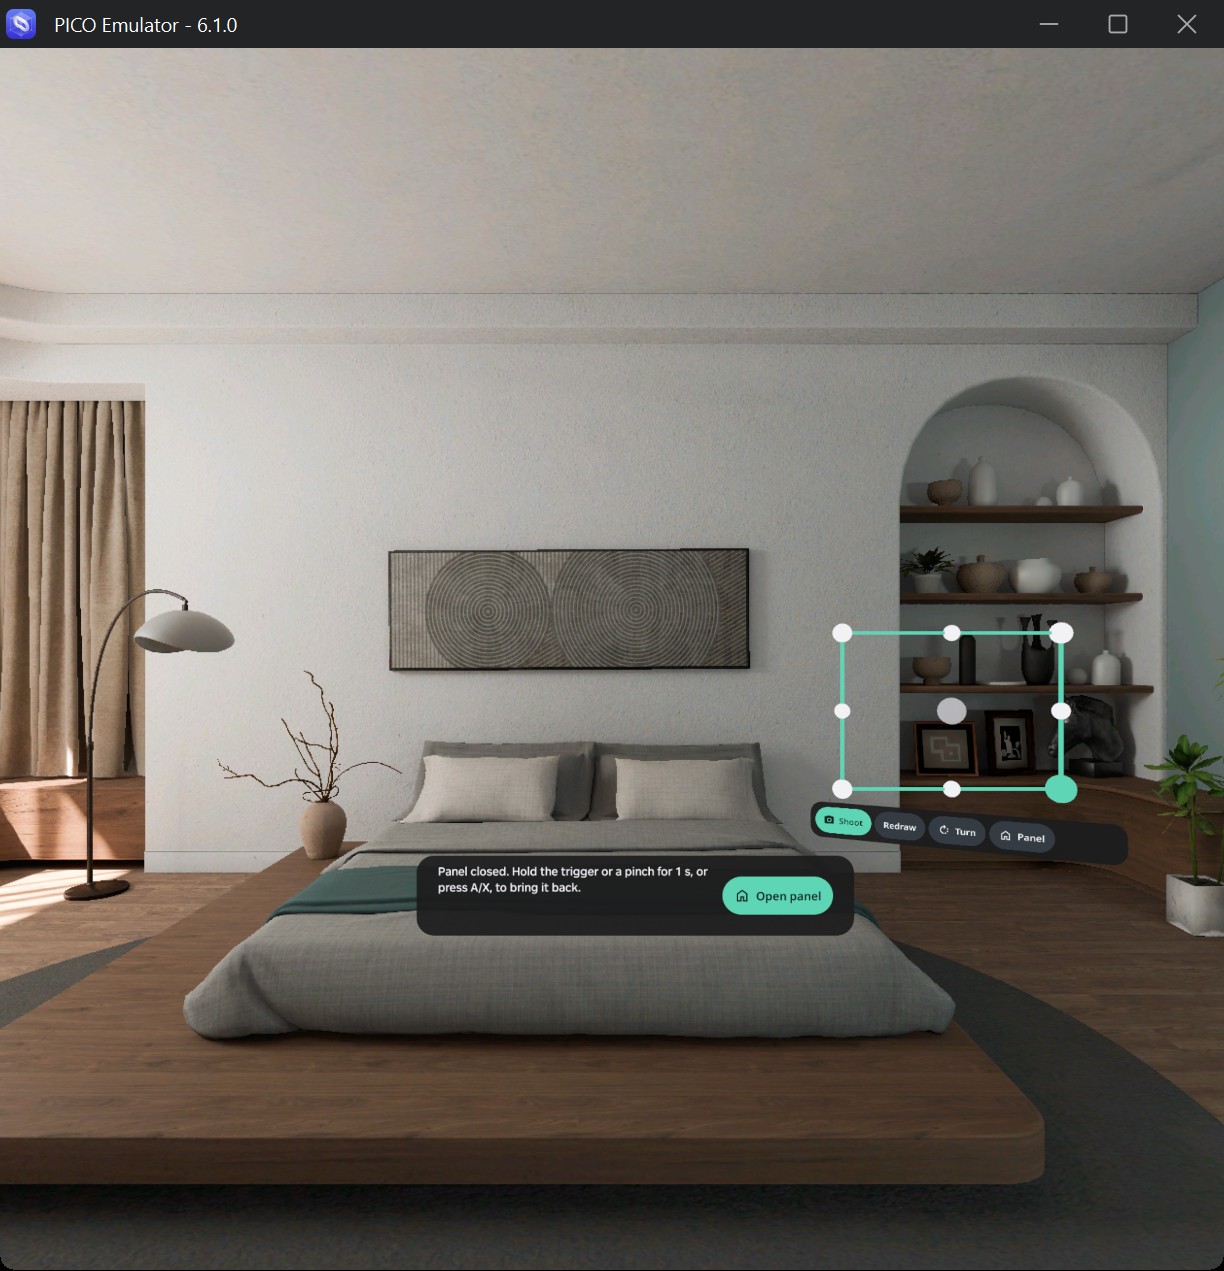 PICO Emulator - 6.1.0
Shoot
Redraw
Turn
Panel
Panel closed. Hold the trigger or a pinch for 1 s, or
press A/X, to bring it back.
Open panel